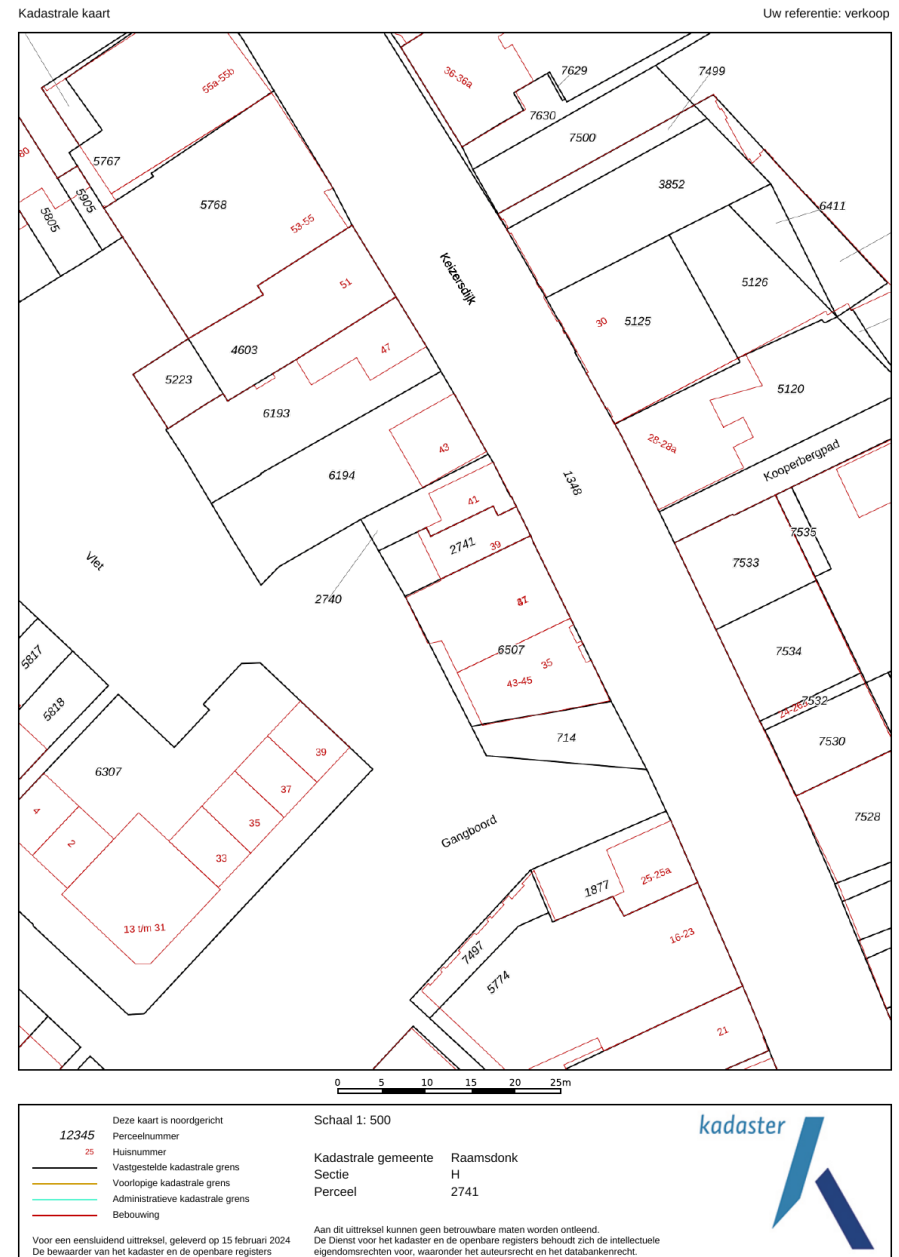 Kadastrale kaart
Uw referentie: verkoop
55a-55b
36-36a
7629
7499
7630
7500
80
5767
5905
5805
5768
3852
6411
53-55
Keizersdijk
51
5126
30
5125
47
4603
5223
5120
6193
43
28-28a
Kooperbergpad
6194
1348
41
7535
2741
39
7533
Vlet
2740
5817
6507
35
43-45
7534
5818
24-26a
7532
714
7530
39
6307
37
4
35
7528
2
33
Gangboord
1877
25-25a
13 t/m 31
16-23
7497
5774
21
0 5 10 15 20 25m
Deze kaart is noordgericht
12345 Perceelnummer
25 Huisnummer
Vastgestelde kadastrale grens
Voorlopige kadastrale grens
Administratieve kadastrale grens
Bebouwing
Voor een eensluidend uittreksel, geleverd op 15 februari 2024
De bewaarder van het kadaster en de openbare registers
Schaal 1: 500
Kadastrale gemeente Raamsdonk
Sectie H
Perceel 2741
Aan dit uittreksel kunnen geen betrouwbare maten worden ontleend.
De Dienst voor het kadaster en de openbare registers behoudt zich de intellectuele
eigendomsrechten voor, waaronder het auteursrecht en het databankenrecht.
kadaster